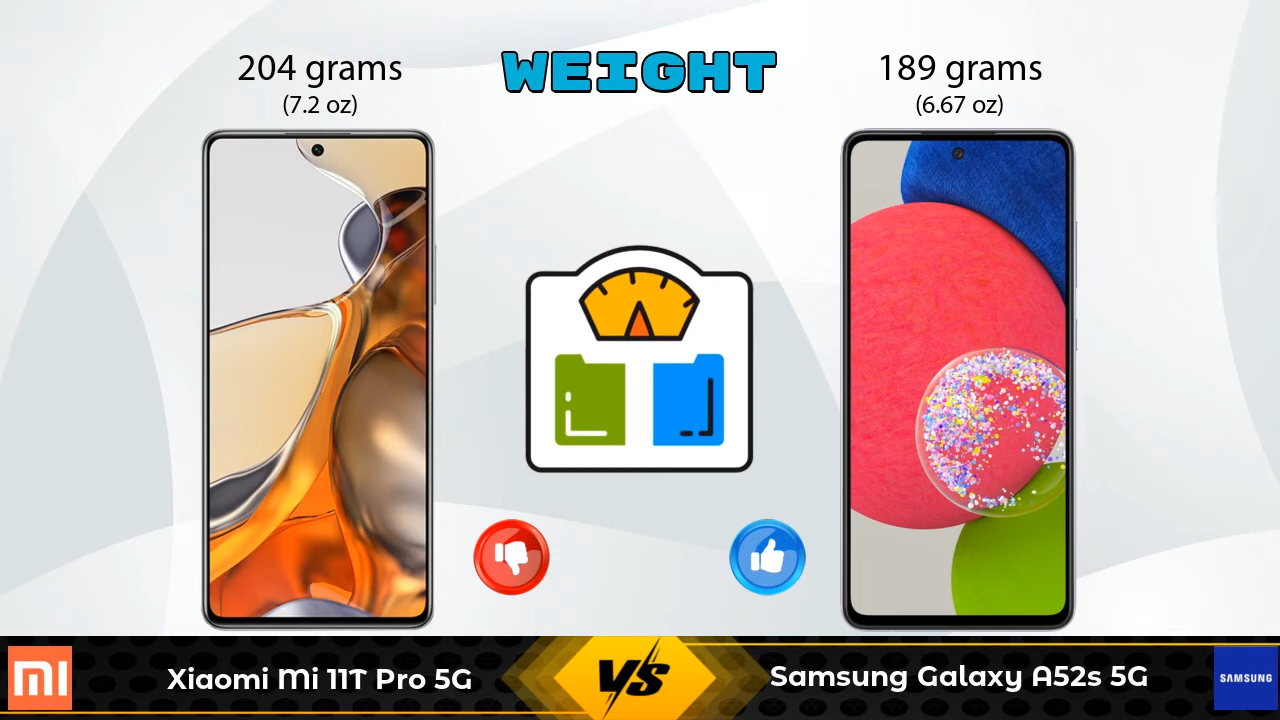 WEIGHT
204 grams
(7.2 oz)
189 grams
(6.67 oz)
mi
Xiaomi Mi 11T Pro 5G
VS
Samsung Galaxy A52s 5G
SAMSUNG